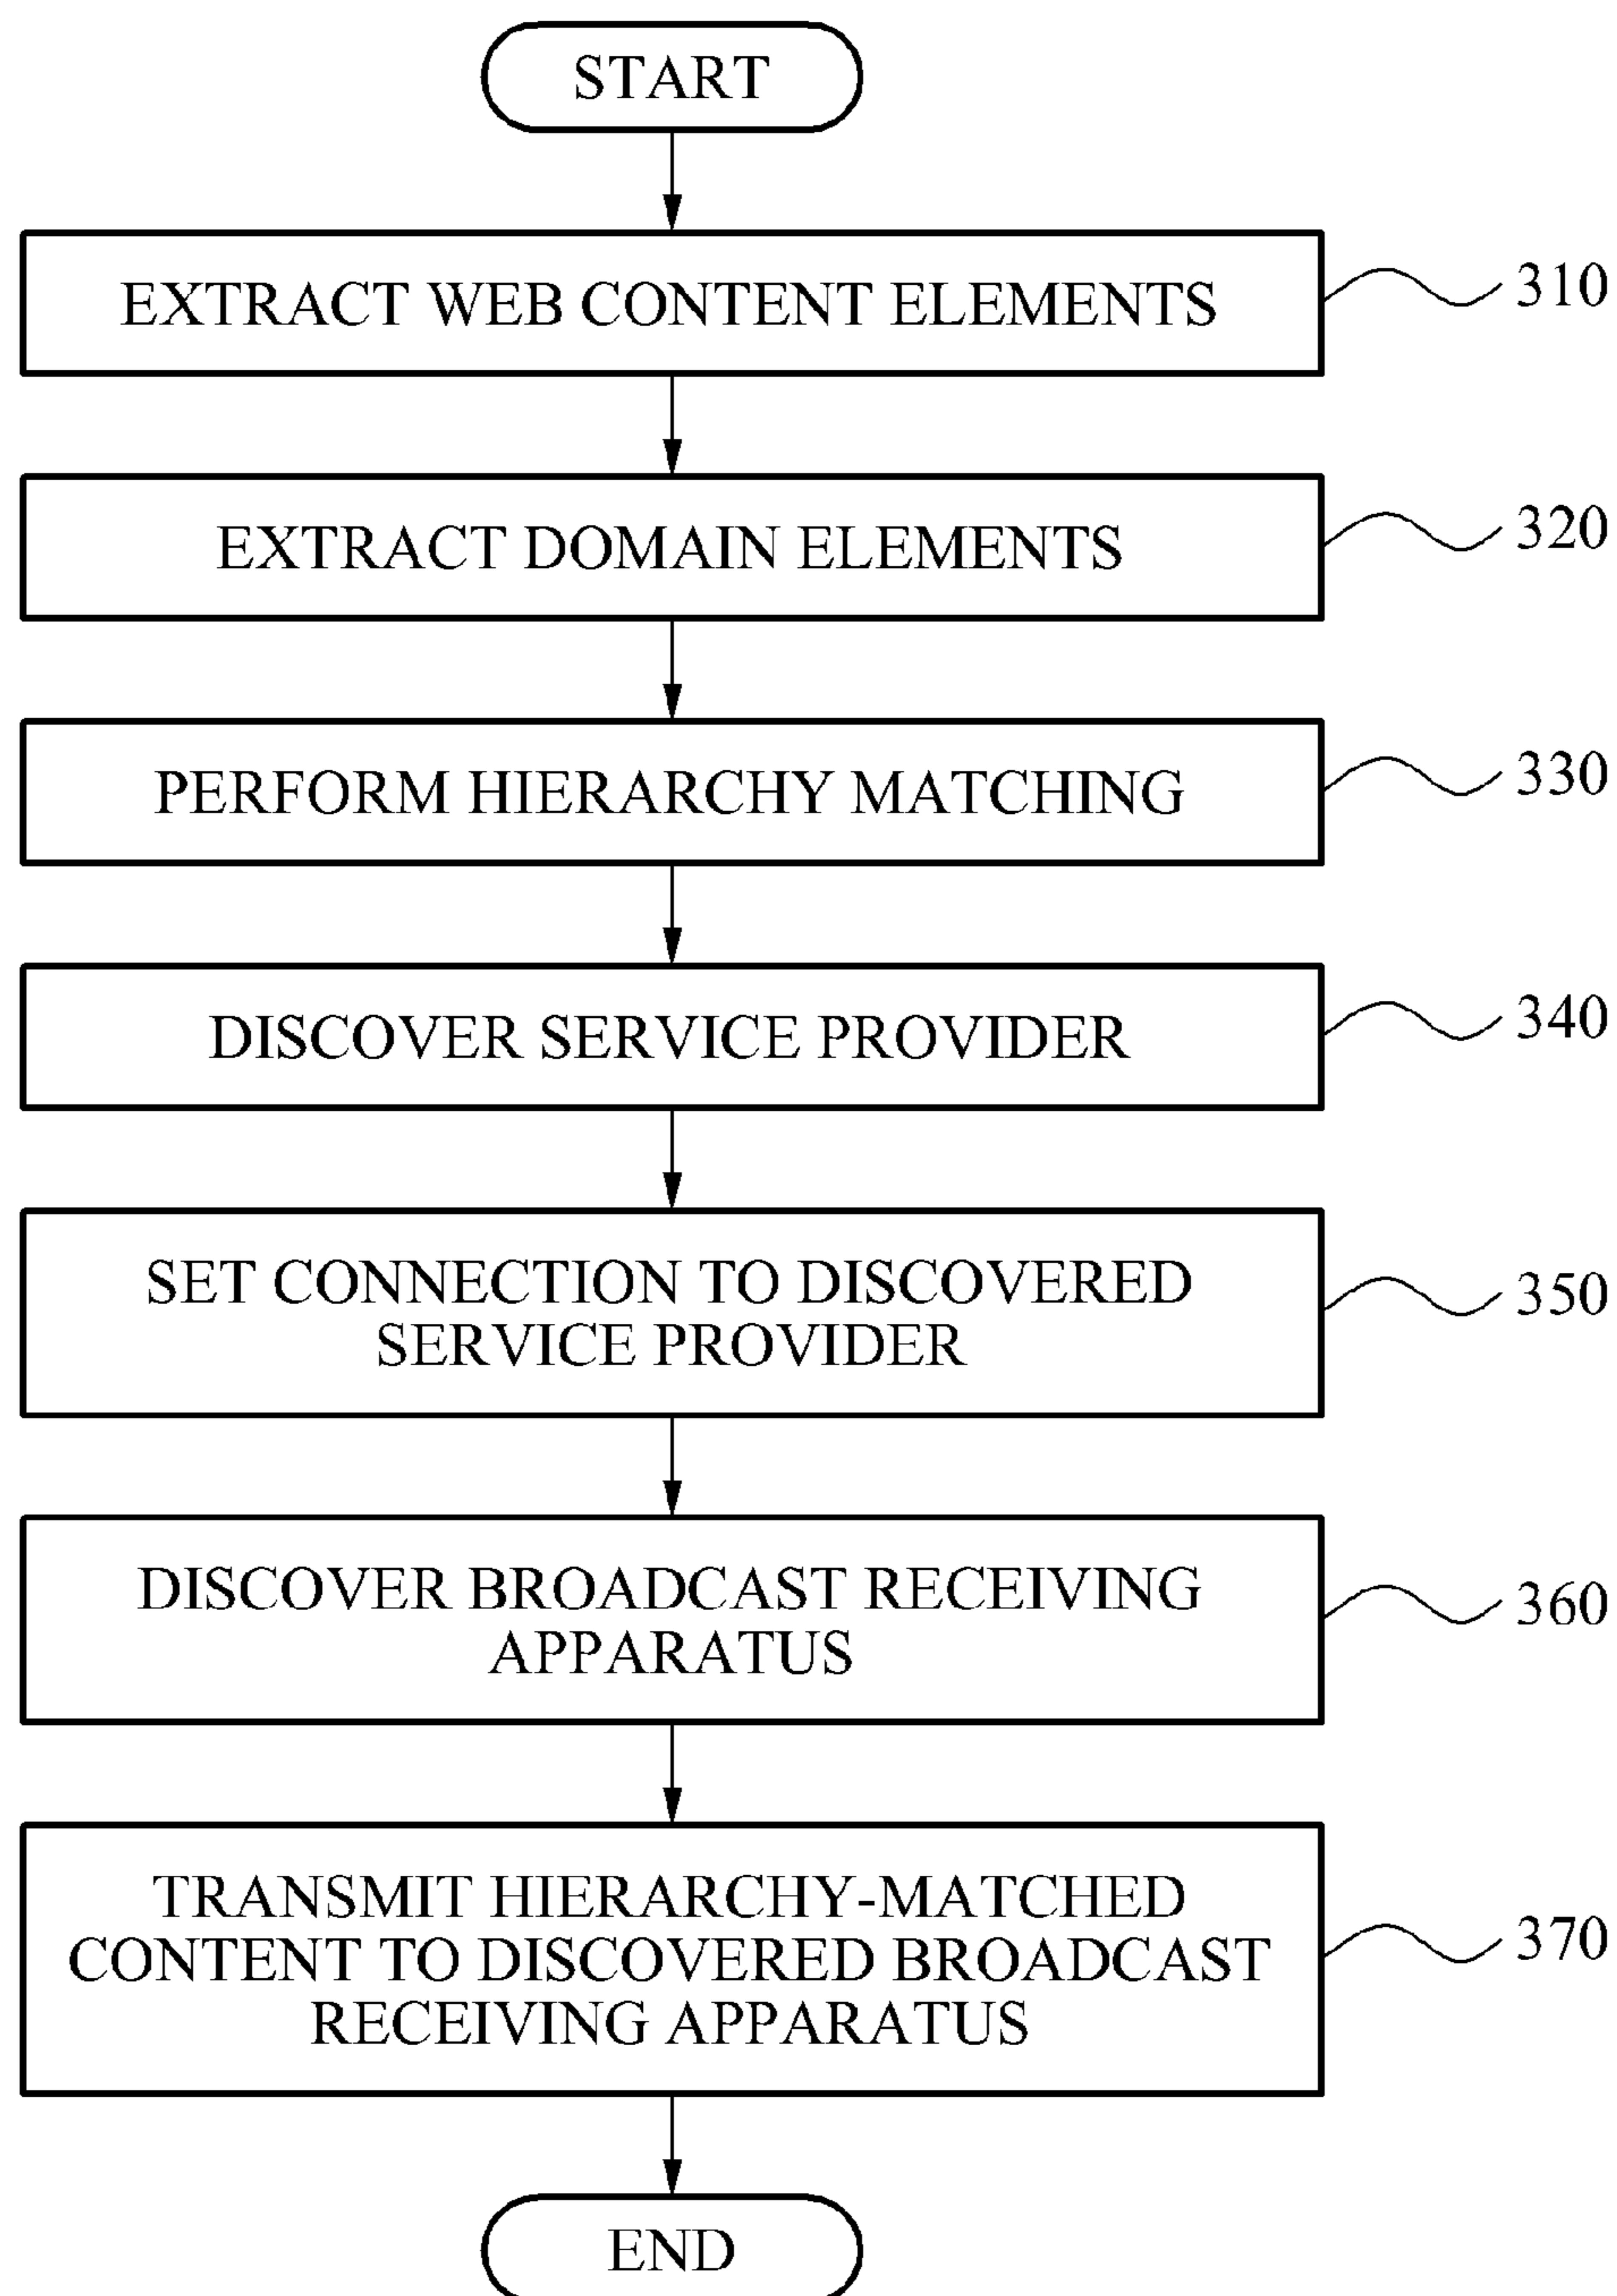 START
EXTRACT WEB CONTENT ELEMENTS
310
EXTRACT DOMAIN ELEMENTS
320
PERFORM HIERARCHY MATCHING
330
DISCOVER SERVICE PROVIDER
340
SET CONNECTION TO DISCOVERED
SERVICE PROVIDER
350
DISCOVER BROADCAST RECEIVING
APPARATUS
360
TRANSMIT HIERARCHY-MATCHED
CONTENT TO DISCOVERED BROADCAST
RECEIVING APPARATUS
370
END